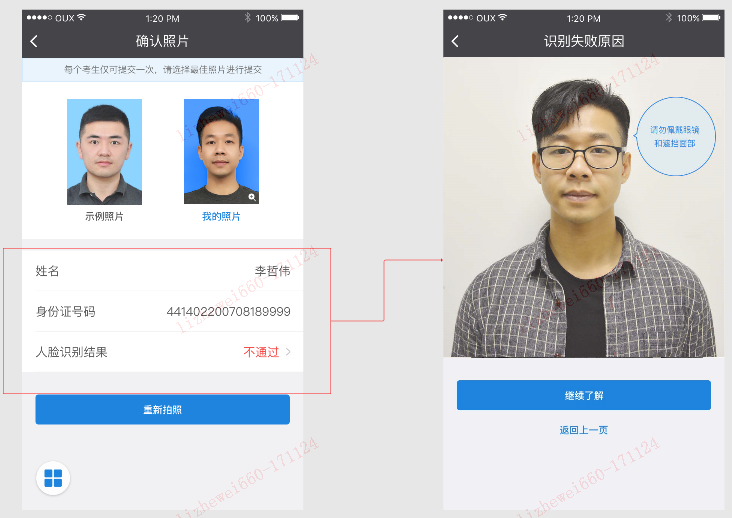 OUX 1:20 PM 100%
确认照片
每个考生仅可提交一次，请选择最佳照片进行提交
示例照片 我的照片
姓名 李哲伟
身份证号码 441402200708189999
人脸识别结果 不通过
重新拍照
OUX 1:20 PM 100%
识别失败原因
请勿佩戴眼镜
和遮挡面部
继续了解
返回上一页
lizhewei660-171124
lizhewei660-171124
lizhewei660-171124
lizhewei660-171124
lizhewei660-171124
lizhewei660-171124